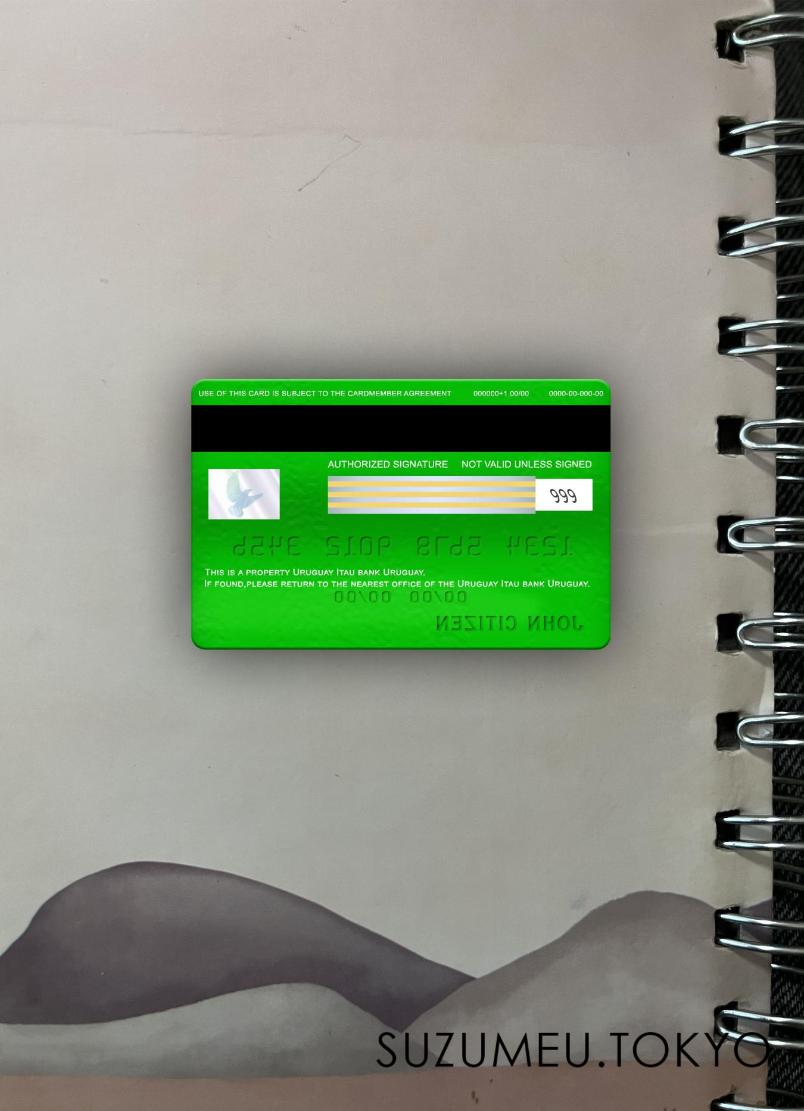 USE OF THIS CARD IS SUBJECT TO THE CARDMEMBER AGREEMENT 000000+1 00/00 0000-00-000-00
AUTHORIZED SIGNATURE NOT VALID UNLESS SIGNED
999
1234 5678 9012 3456
THIS IS A PROPERTY URUGUAY ITAU BANK URUGUAY.
IF FOUND,PLEASE RETURN TO THE NEAREST OFFICE OF THE URUGUAY ITAU BANK URUGUAY.
00/00 00/00
JOHN CITIZEN
SUZUMEU.TOKYO